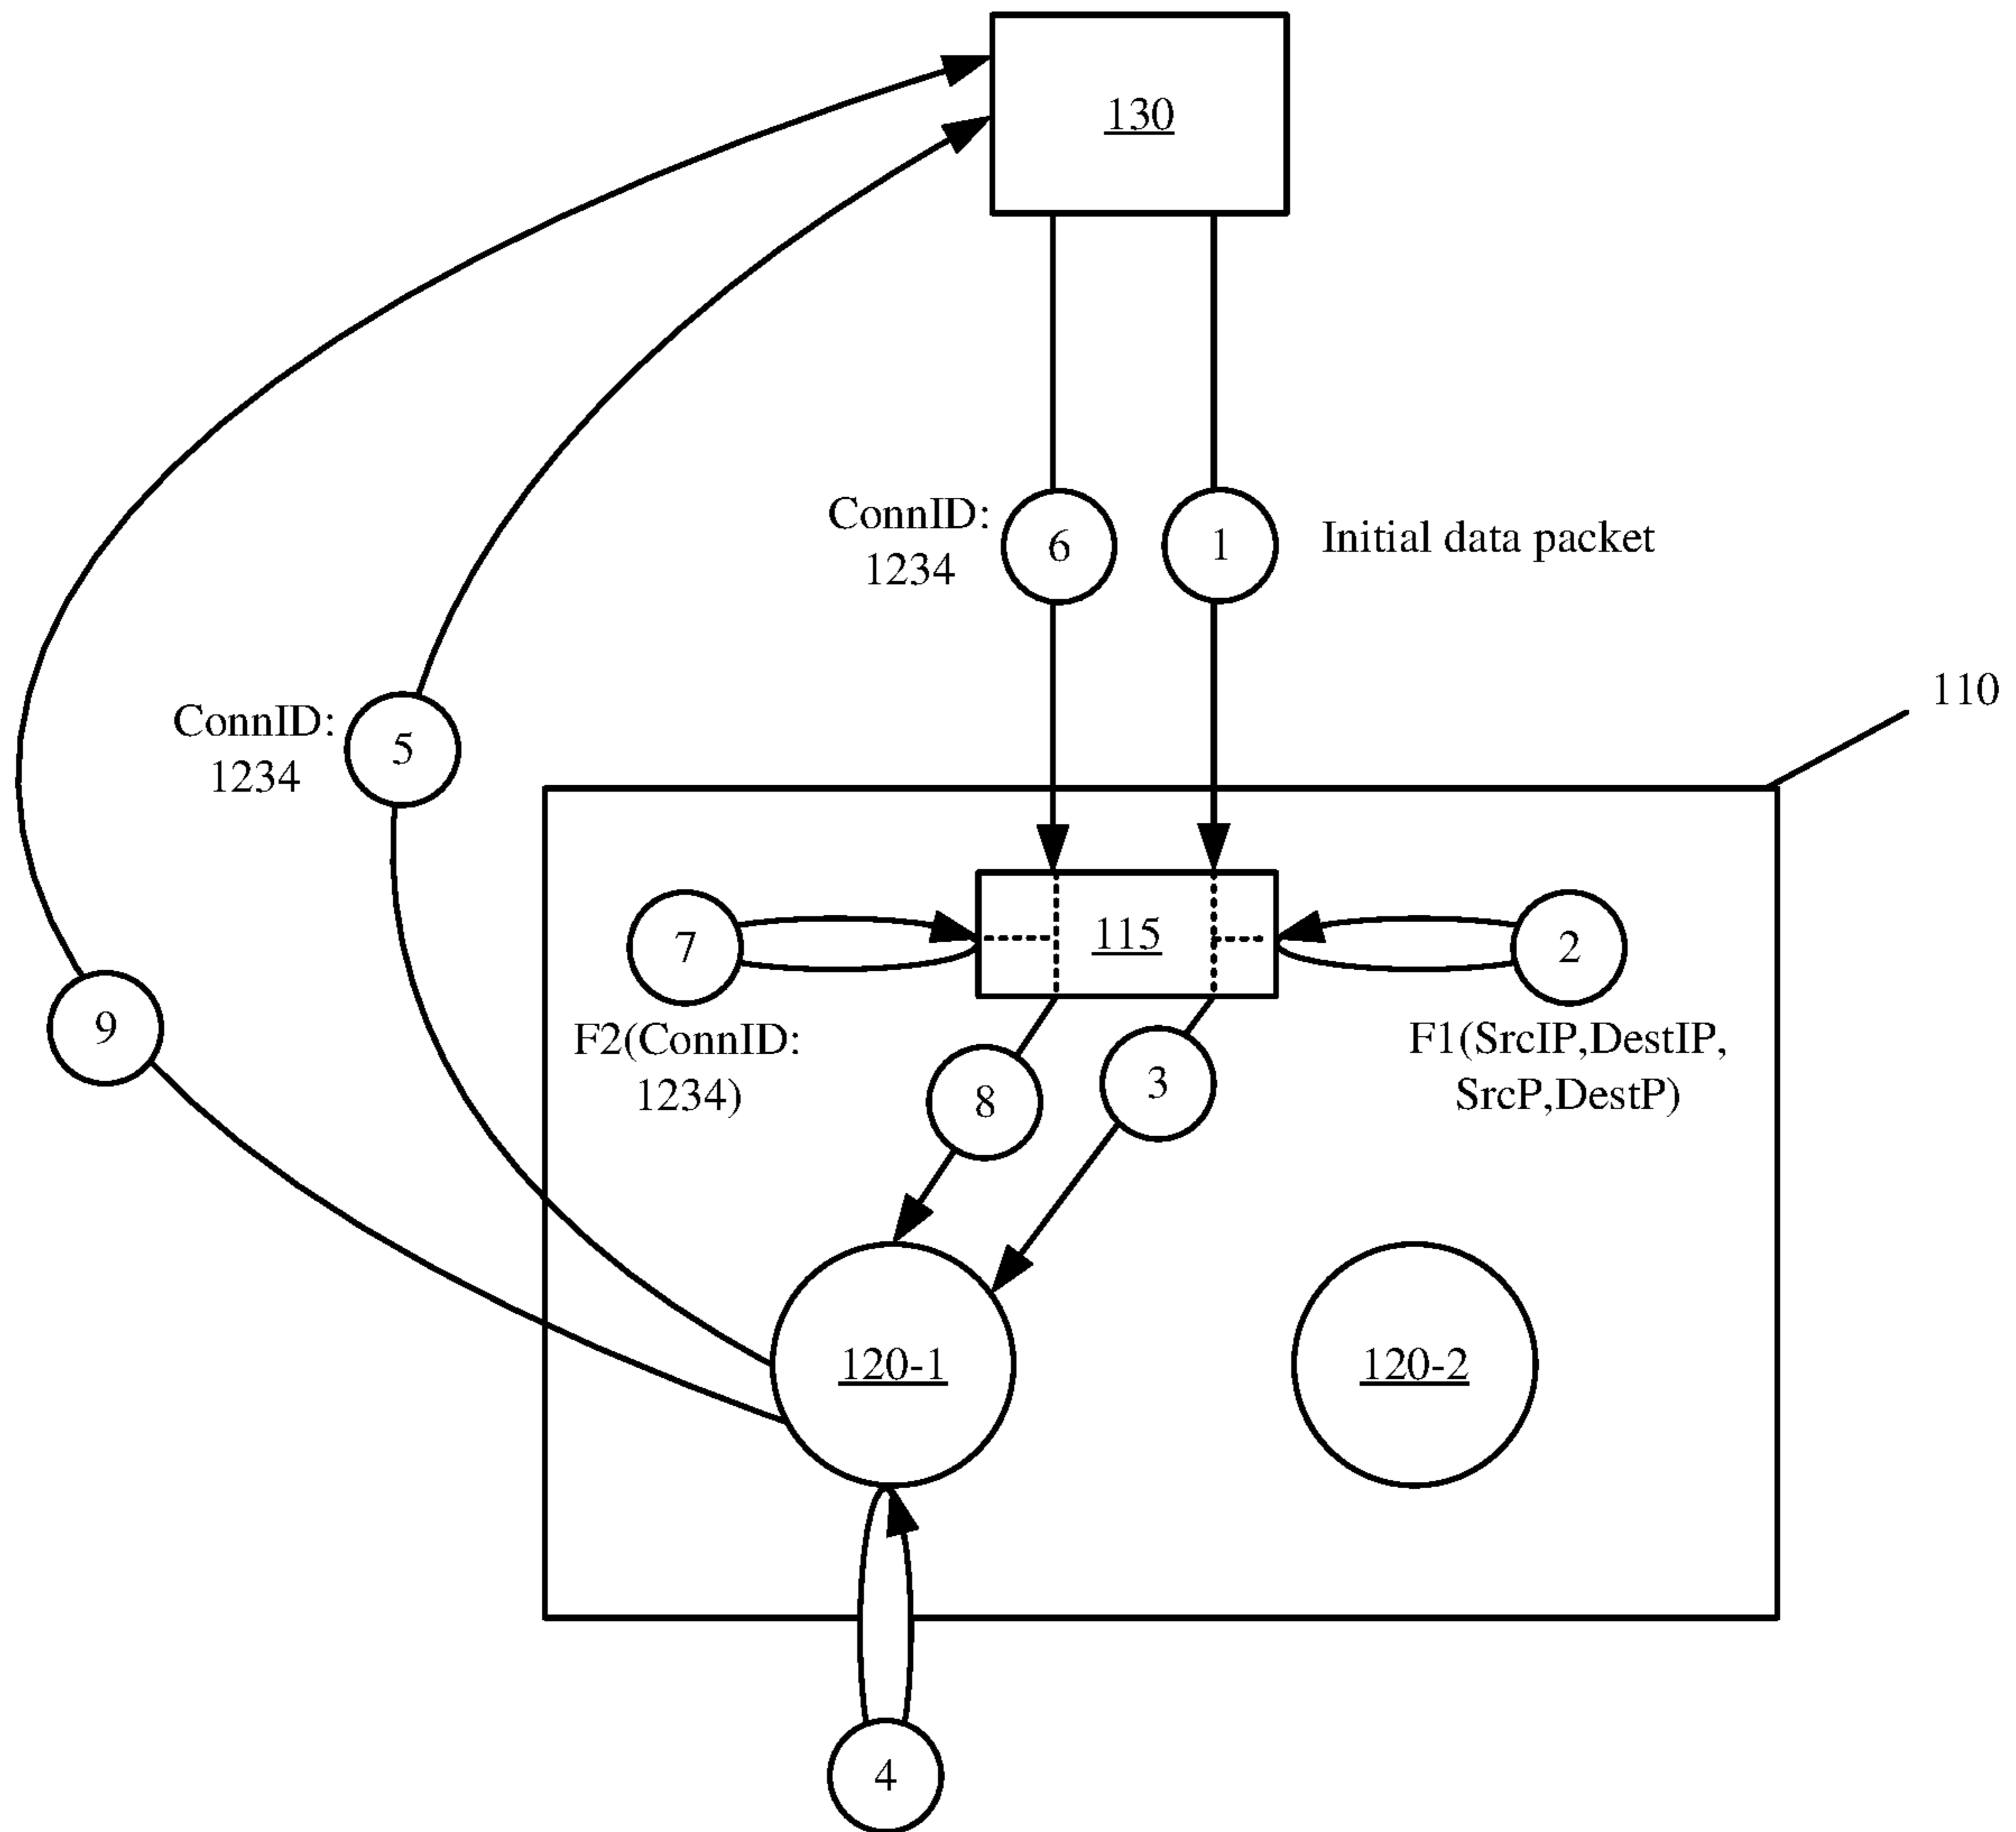 130
ConnID:
1234
6
1
Initial data packet
110
ConnID:
1234
5
7
115
2
F2(ConnID:
1234)
F1(SrcIP,DestIP,
SrcP,DestP)
9
8
3
120-1
120-2
4